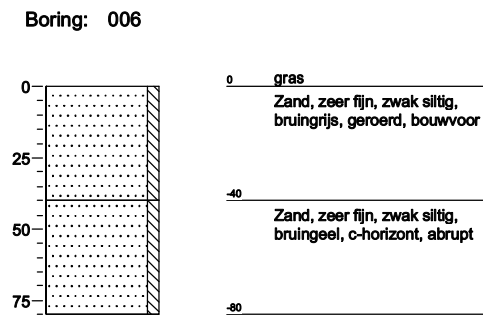 Boring: 006
0
0 gras
Zand, zeer fijn, zwak siltig,
bruingrijs, geroerd, bouwvoor
25
-40
Zand, zeer fijn, zwak siltig,
bruingeel, c-horizont, abrupt
50
75
-80